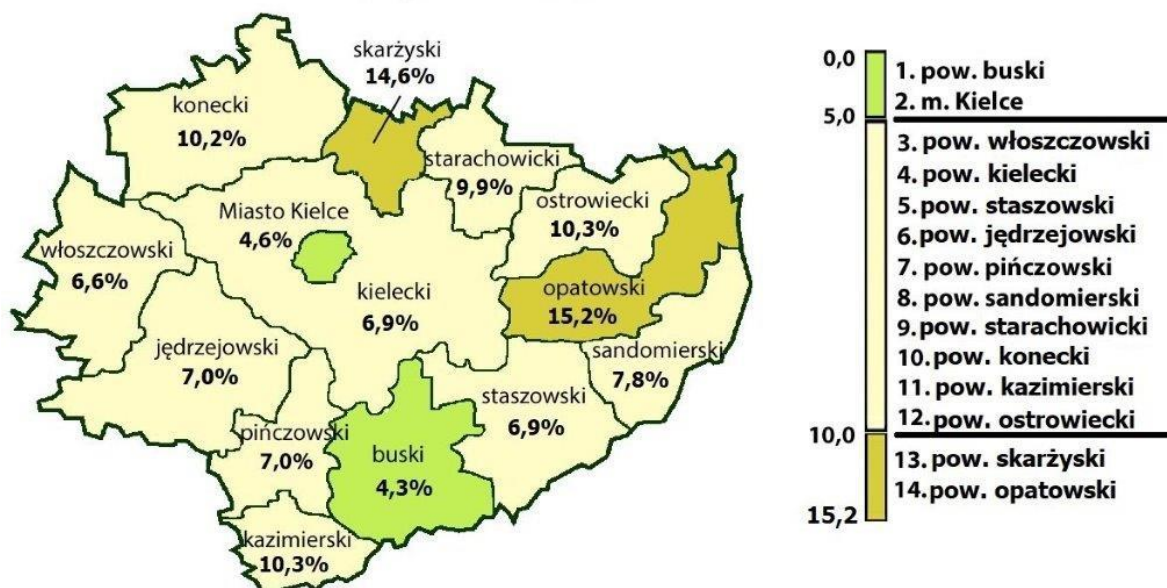 skarżyski
14,6%
konecki
10,2%
starachowicki
9,9%
ostrowiecki
10,3%
Miasto Kielce
4,6%
włoszczowski
6,6%
kielecki
6,9%
opatowski
15,2%
jędrzejowski
7,0%
sandomierski
7,8%
staszowski
6,9%
pińczowski
7,0%
buski
4,3%
kazimierski
10,3%
0,0
1. pow. buski
2. m. Kielce
5,0
3. pow. włoszczowski
4. pow. kielecki
5. pow. staszowski
6. pow. jędrzejowski
7. pow. pińczowski
8. pow. sandomierski
9. pow. starachowicki
10. pow. konecki
11. pow. kazimierski
12. pow. ostrowiecki
10,0
13. pow. skarżyski
14. pow. opatowski
15,2